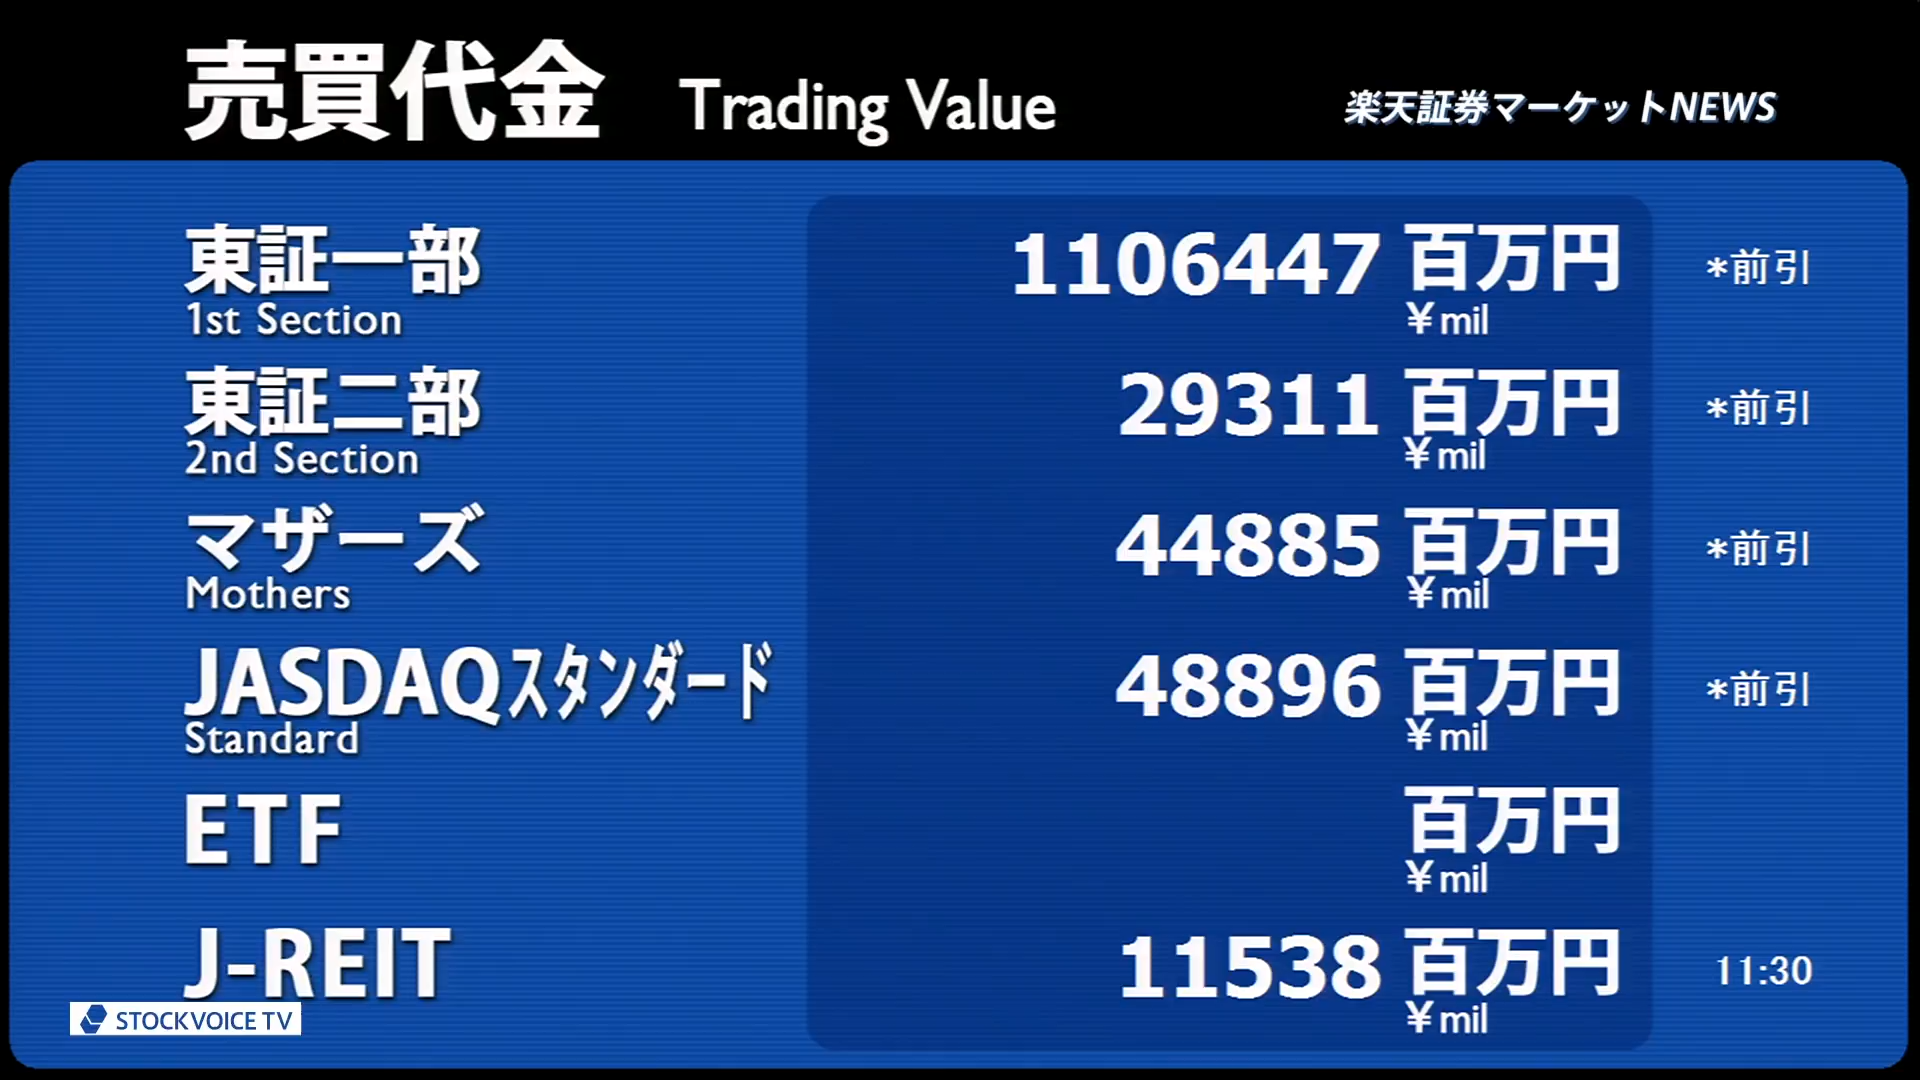 売買代金 Trading Value 楽天証券マーケットNEWS
東証一部 1106447 百万円 *前引
1st Section ¥mil
東証二部 29311 百万円 *前引
2nd Section ¥mil
マザーズ 44885 百万円 *前引
Mothers ¥mil
JASDAQｽﾀﾝﾀﾞｰﾄﾞ 48896 百万円 *前引
Standard ¥mil
ETF 百万円
¥mil
J-REIT 11538 百万円 11:30
STOCKVOICE TV ¥mil